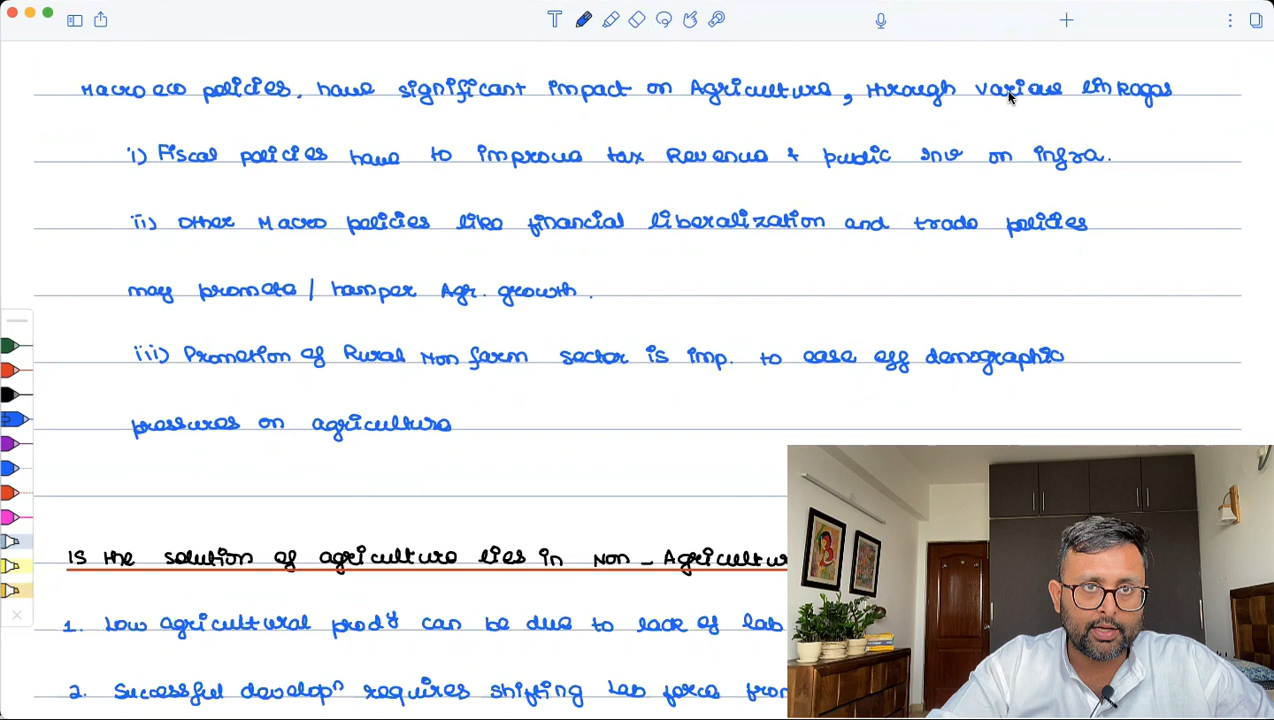 Macro eco policies. have significant impact on Agriculture, through various linkages
i) Fiscal policies have to improve tax Revenue + public Inv on infra.
ii) other Macro policies like financial liberalization and trade policies
may promote / hamper Agr. growth.
iii) Promotion of Rural Non farm sector is imp. to ease off demographic
pressures on agriculture
Is the solution of agriculture lies in Non - Agricultur
1. Low agricultural prodʸ can be due to lack of lab
2. Successful developⁿ requires shifting Lab force from